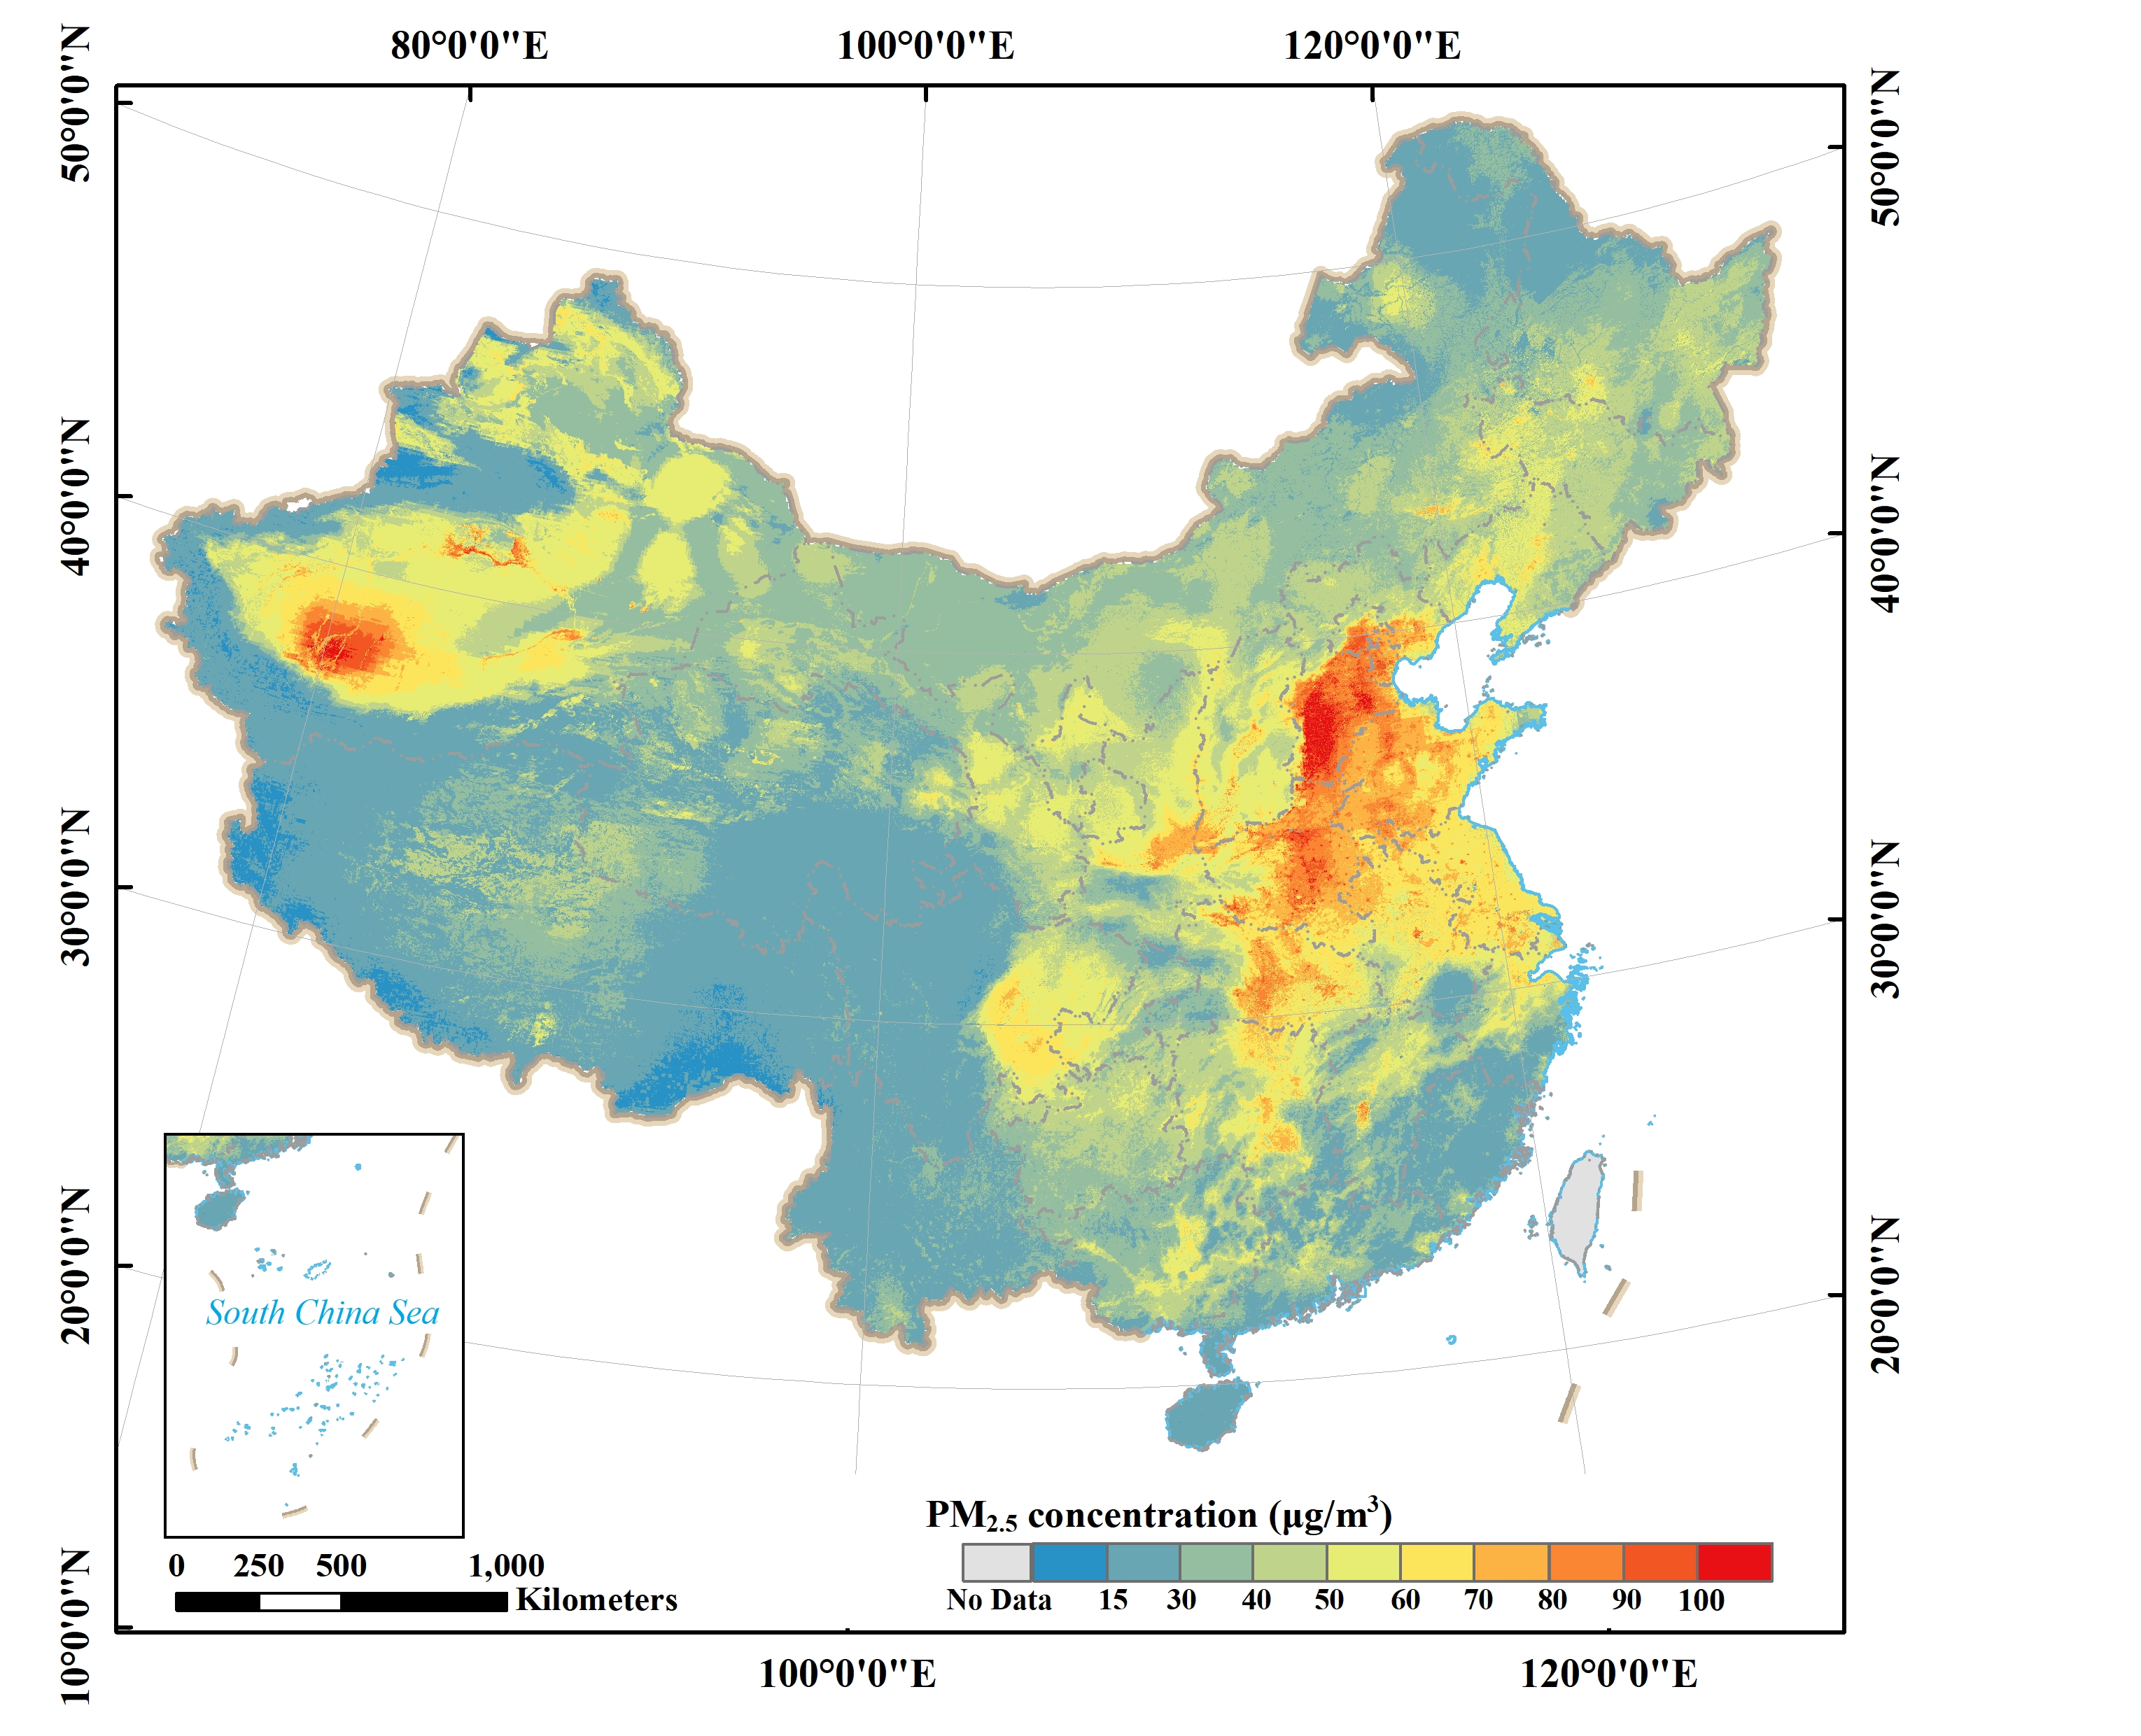 80°0'0"E 100°0'0"E 120°0'0"E
50°0'0"N
50°0'0"N
40°0'0"N
40°0'0"N
30°0'0"N
30°0'0"N
20°0'0"N
20°0'0"N
10°0'0"N
South China Sea
0 250 500 1,000
Kilometers
PM2.5 concentration (μg/m3)
No Data 15 30 40 50 60 70 80 90 100
100°0'0"E 120°0'0"E